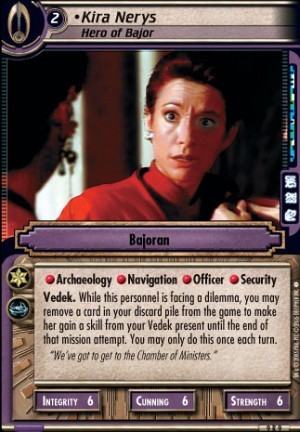 2 •Kira Nerys
Hero of Bajor
Bajoran
Archaeology Navigation Officer Security
Vedek. While this personnel is facing a dilemma, you may
remove a card in your discard pile from the game to make
her gain a skill from your Vedek present until the end of
that mission attempt. You may only do this once each turn.
"We've got to get to the Chamber of Ministers."
INTEGRITY 6 CUNNING 6 STRENGTH 6